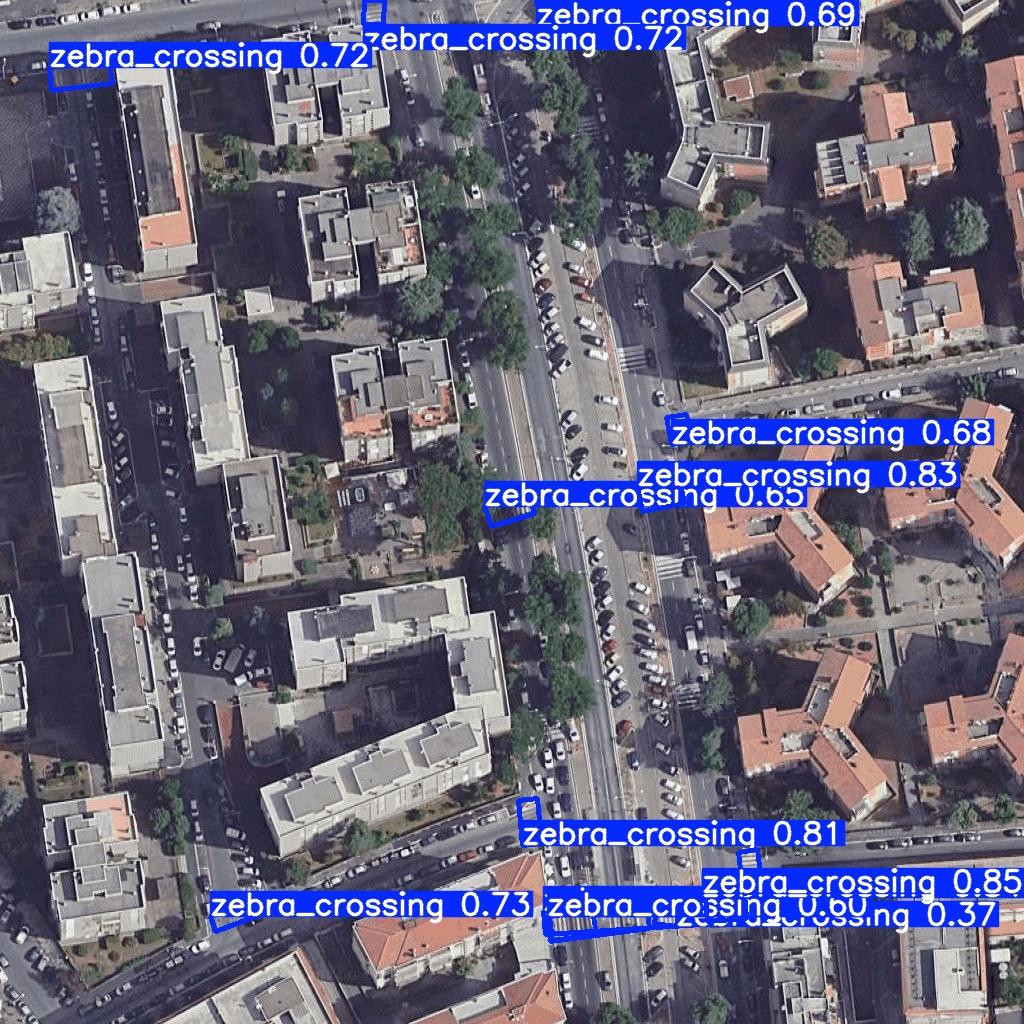 zebra_crossing 0.69
zebra_crossing 0.72
zebra_crossing 0.72
zebra_crossing 0.68
zebra_crossing 0.83
zebra_crossing 0.65
zebra_crossing 0.81
zebra_crossing 0.85
zebra_crossing 0.73
zebra_crossing 0.60
zebra_crossing 0.37